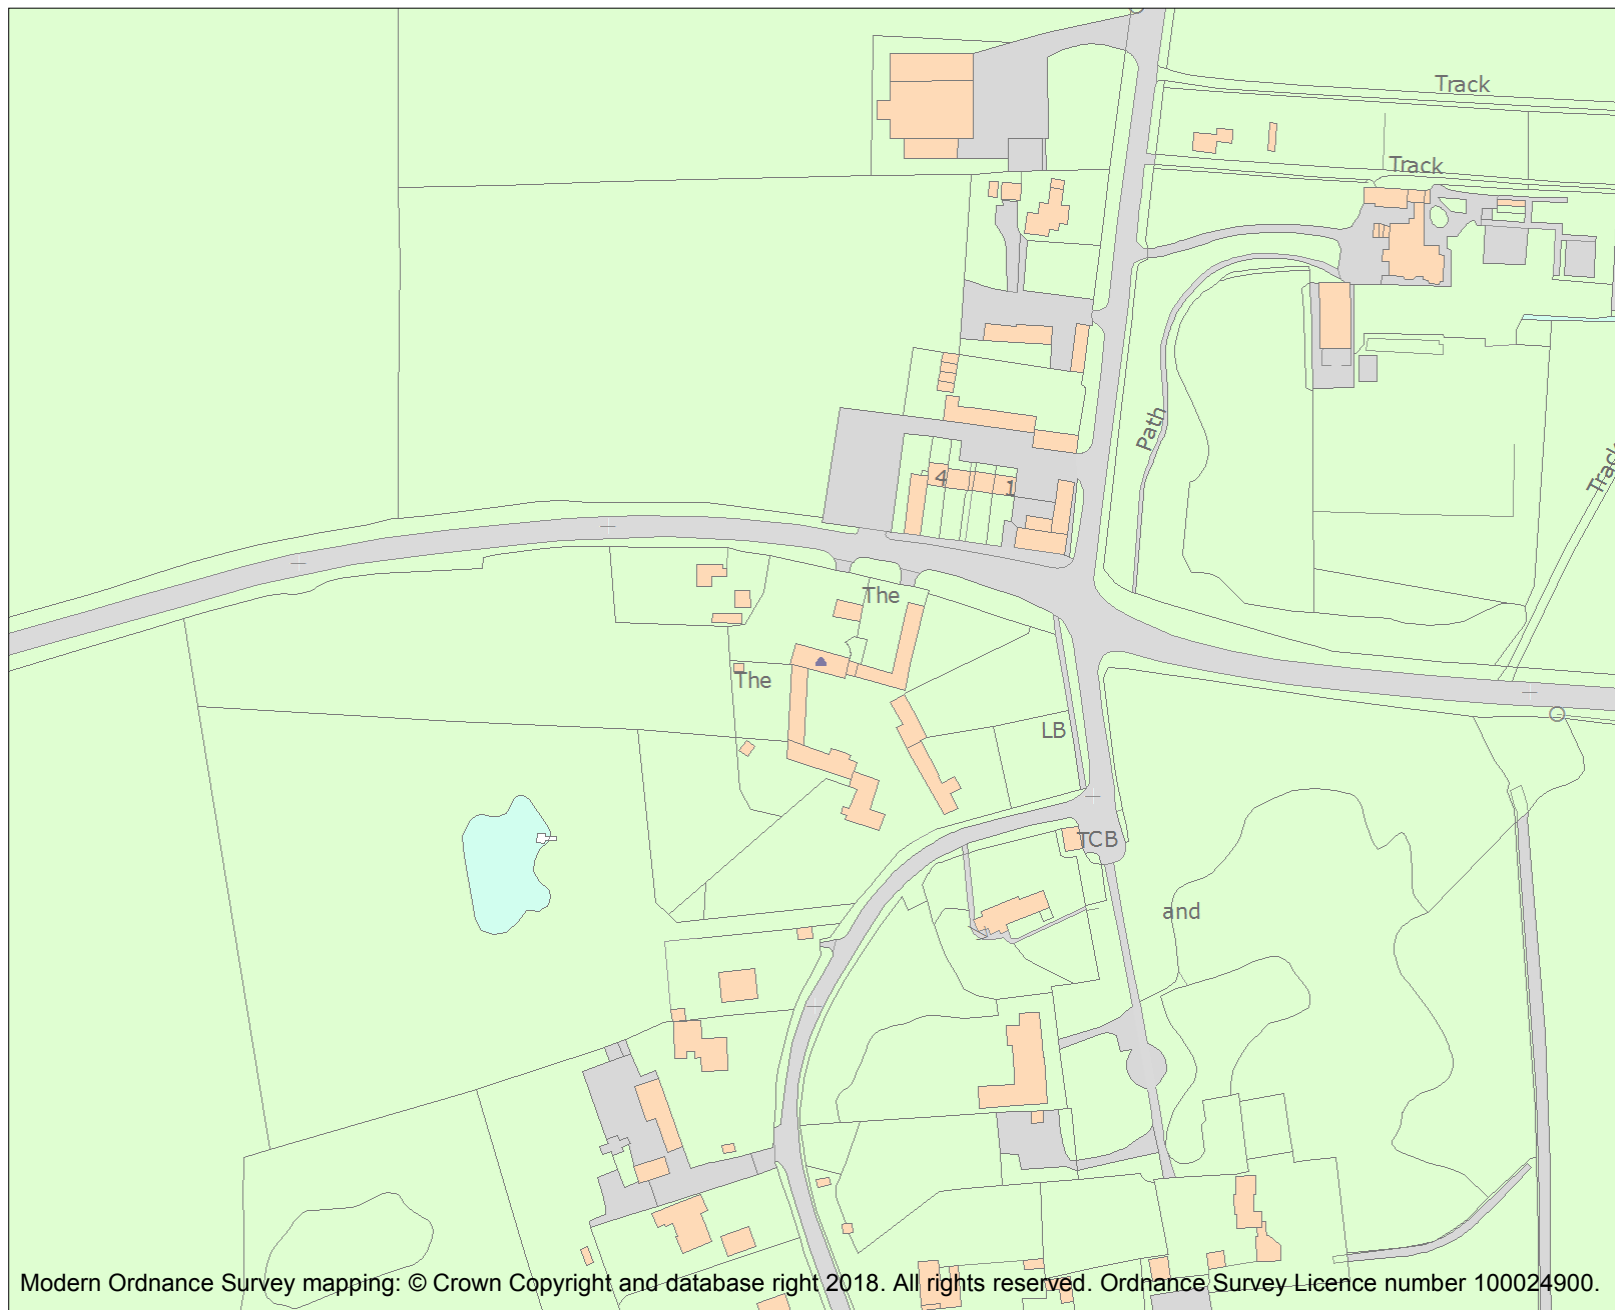 Track
Track
Path
Track
4
1
The
The
LB
TCB
and
Modern Ordnance Survey mapping: © Crown Copyright and database right 2018. All rights reserved. Ordnance Survey Licence number 100024900.